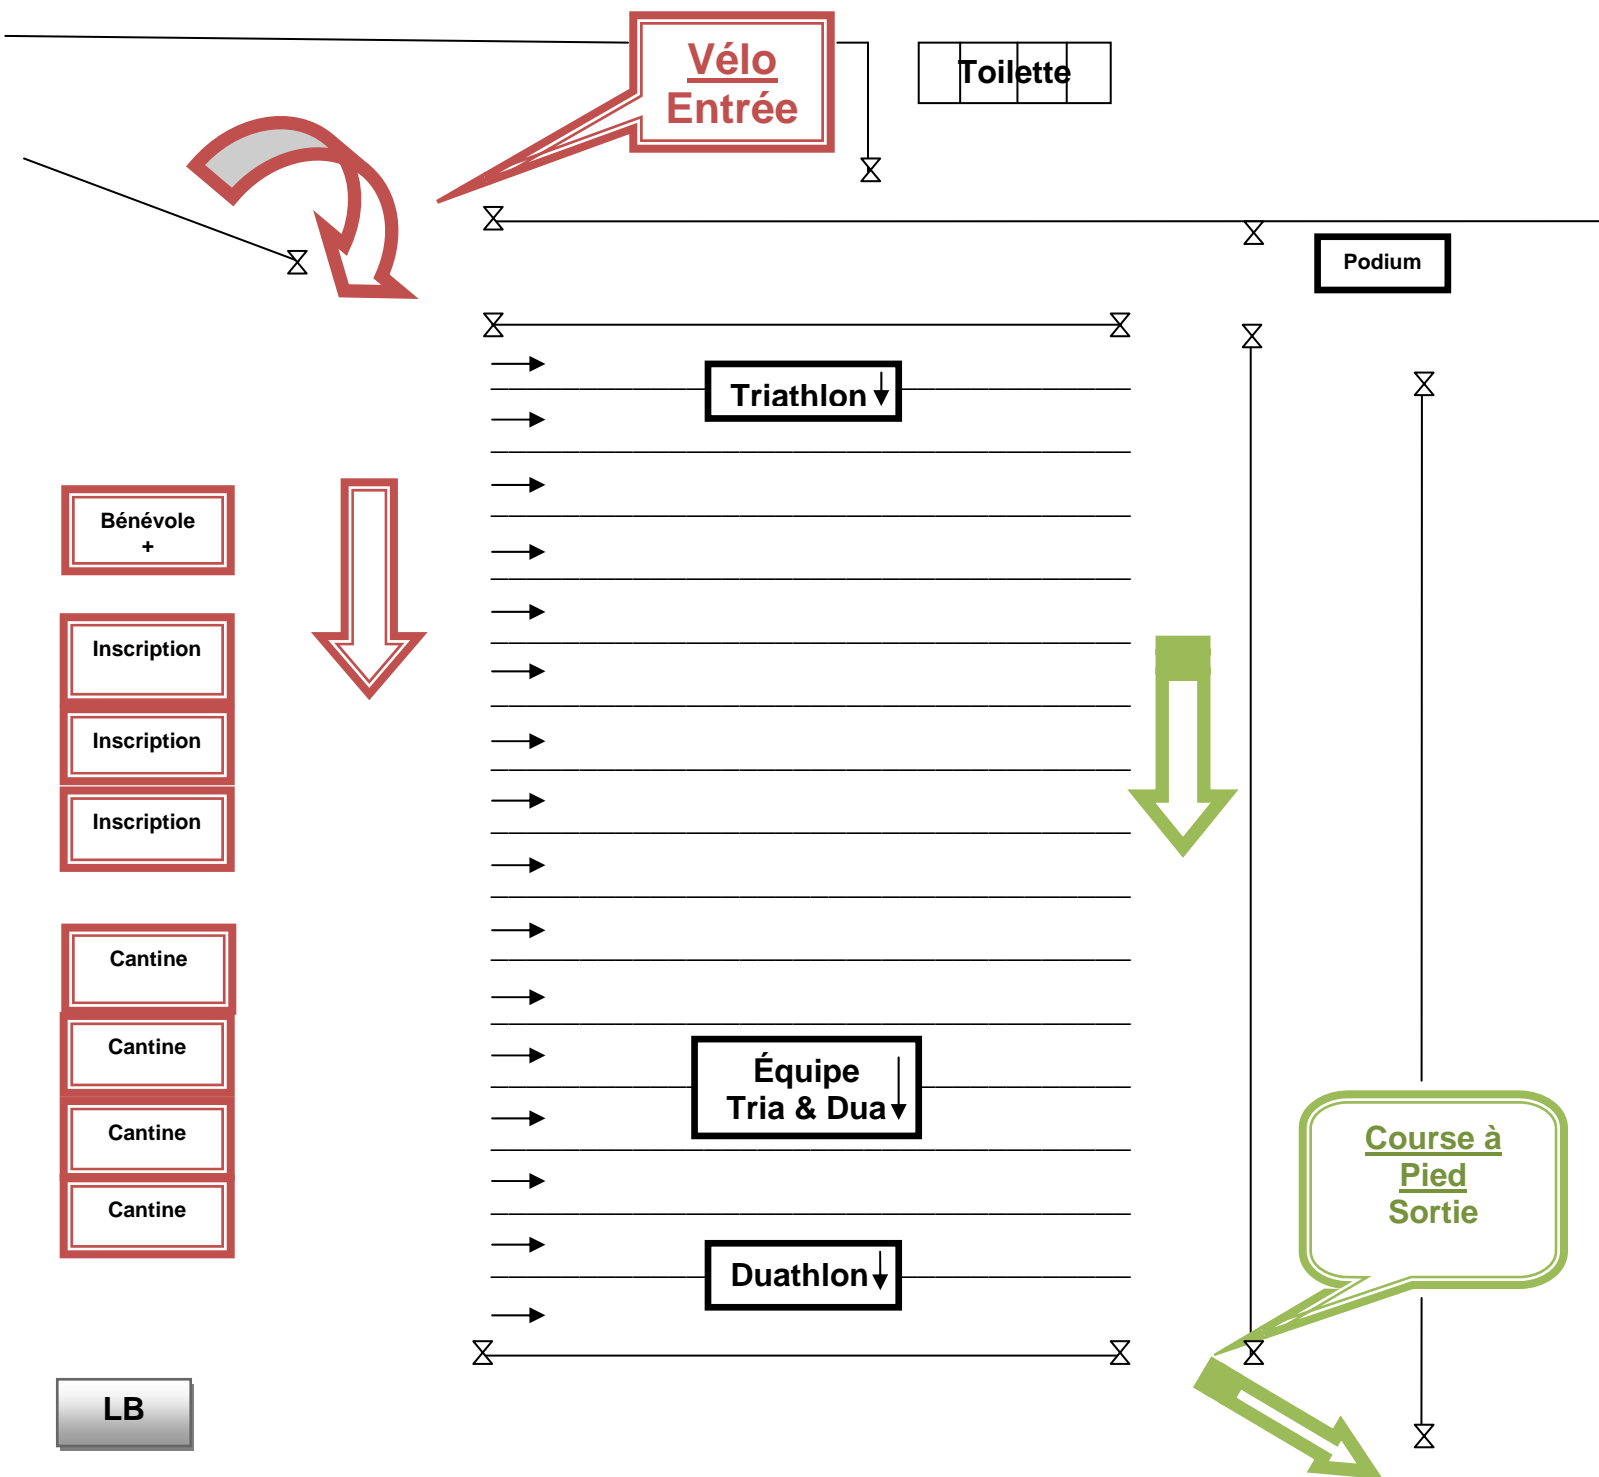 Vélo
Entrée
Toilette
Podium
Triathlon
Bénévole
+
Inscription
Inscription
Inscription
Cantine
Cantine
Cantine
Cantine
Équipe
Tria & Dua
Course à
Pied
Sortie
Duathlon
LB